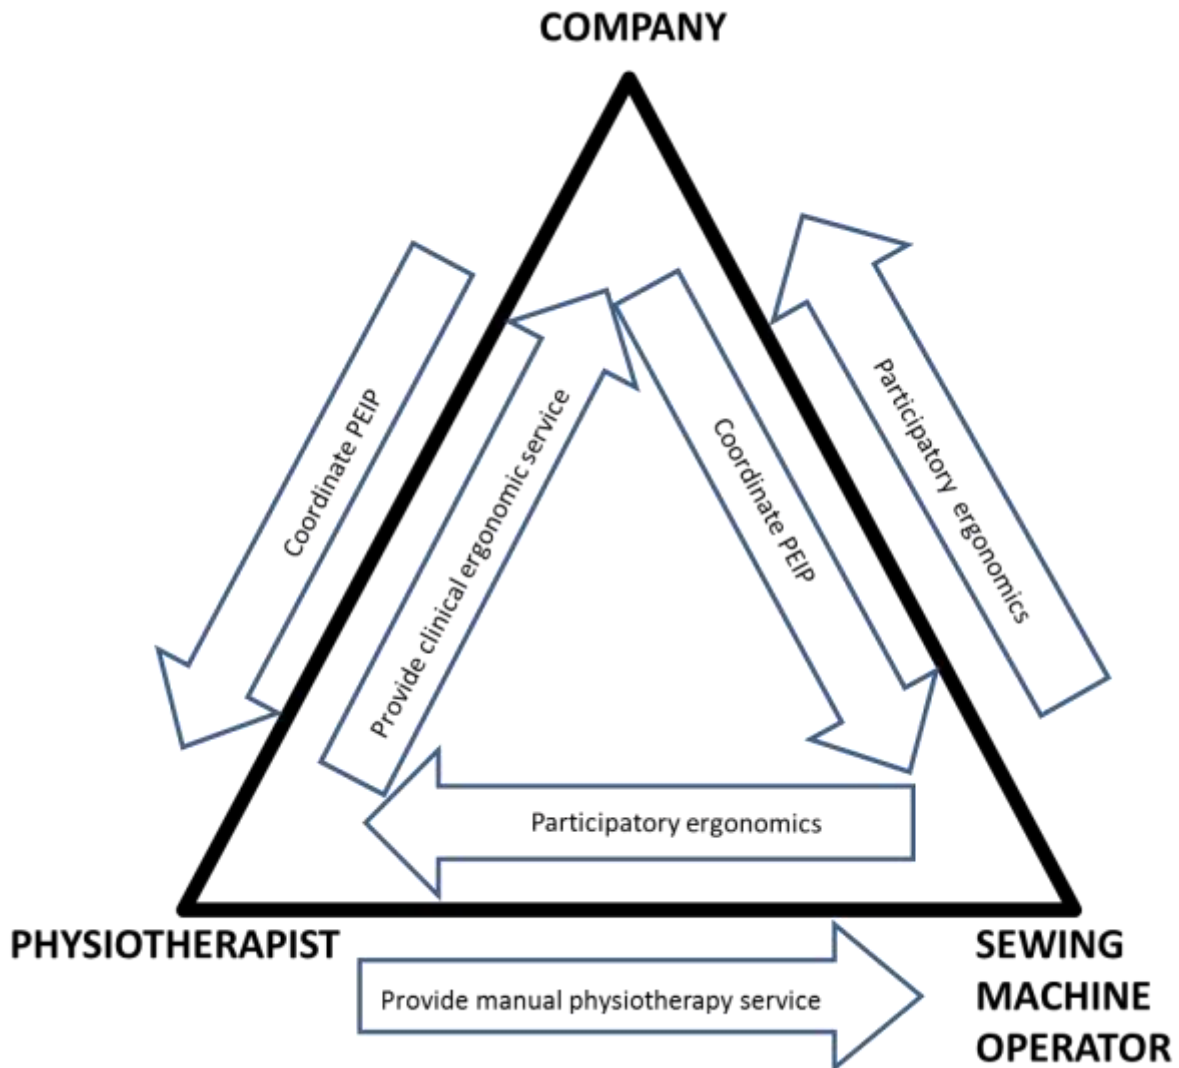 COMPANY
Coordinate PEIP
Provide clinical ergonomic service
Coordinate PEIP
Participatory ergonomics
Participatory ergonomics
PHYSIOTHERAPIST
Provide manual physiotherapy service
SEWING
MACHINE
OPERATOR